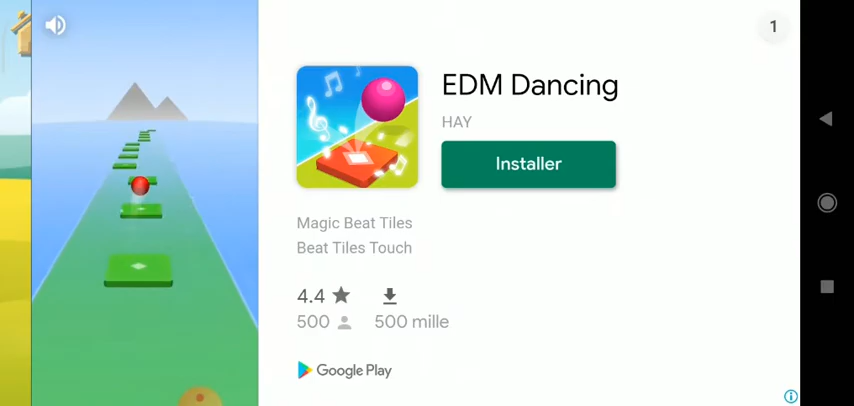 1
EDM Dancing
HAY
Installer
Magic Beat Tiles
Beat Tiles Touch
4.4
500 500 mille
Google Play